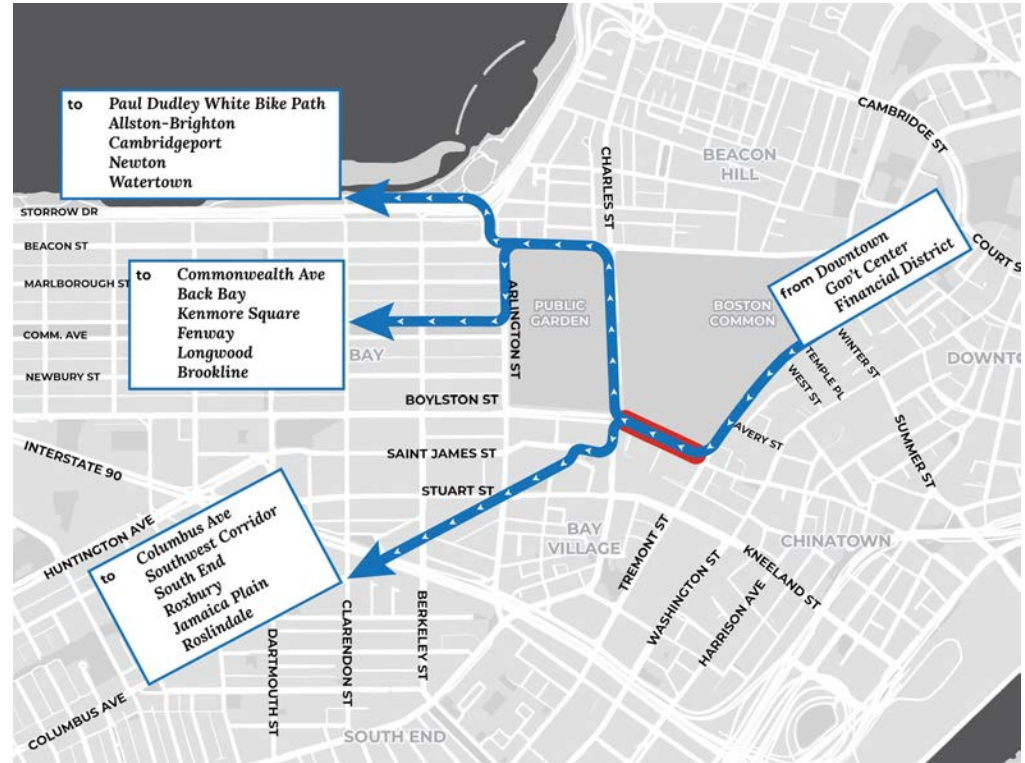 to Paul Dudley White Bike Path
Allston-Brighton
Cambridgeport
Newton
Watertown
CAMBRIDGE ST
BEACON
HILL
CHARLES ST
STORROW DR
BEACON ST
MARLBOROUGH ST
COMM. AVE
NEWBURY ST
to Commonwealth Ave
Back Bay
Kenmore Square
Fenway
Longwood
Brookline
BAY
ARLINGTON ST
PUBLIC
GARDEN
BOSTON
COMMON
from Downtown
Gov't Center
Financial District
COURT S
WINTER ST
TEMPLE PL
WEST ST
DOWNTO
AVERY ST
SUMMER ST
BOYLSTON ST
SAINT JAMES ST
STUART ST
INTERSTATE 90
HUNTINGTON AVE
to Columbus Ave
Southwest Corridor
South End
Roxbury
Jamaica Plain
Roslindale
BAY
VILLAGE
TREMONT ST
WASHINGTON ST
HARRISON AVE
KNEELAND ST
CHINATOWN
COLUMBUS AVE
DARTMOUTH ST
CLARENDON ST
BERKELEY ST
SOUTH END